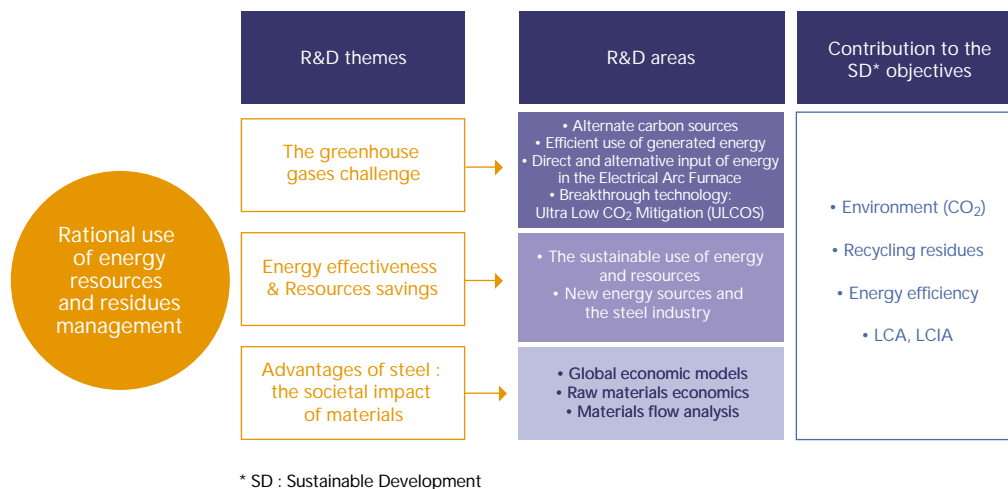 R&D themes
R&D areas
Contribution to the
SD* objectives
Rational use
of energy
resources
and residues
management
The greenhouse
gases challenge
• Alternate carbon sources
• Efficient use of generated energy
• Direct and alternative input of energy
in the Electrical Arc Furnace
• Breakthrough technology:
Ultra Low CO₂ Mitigation (ULCOS)
Energy effectiveness
& Resources savings
• The sustainable use of energy
and resources
• New energy sources and
the steel industry
Advantages of steel :
the societal impact
of materials
• Global economic models
• Raw materials economics
• Materials flow analysis
• Environment (CO₂)
• Recycling residues
• Energy efficiency
• LCA, LCIA
* SD : Sustainable Development